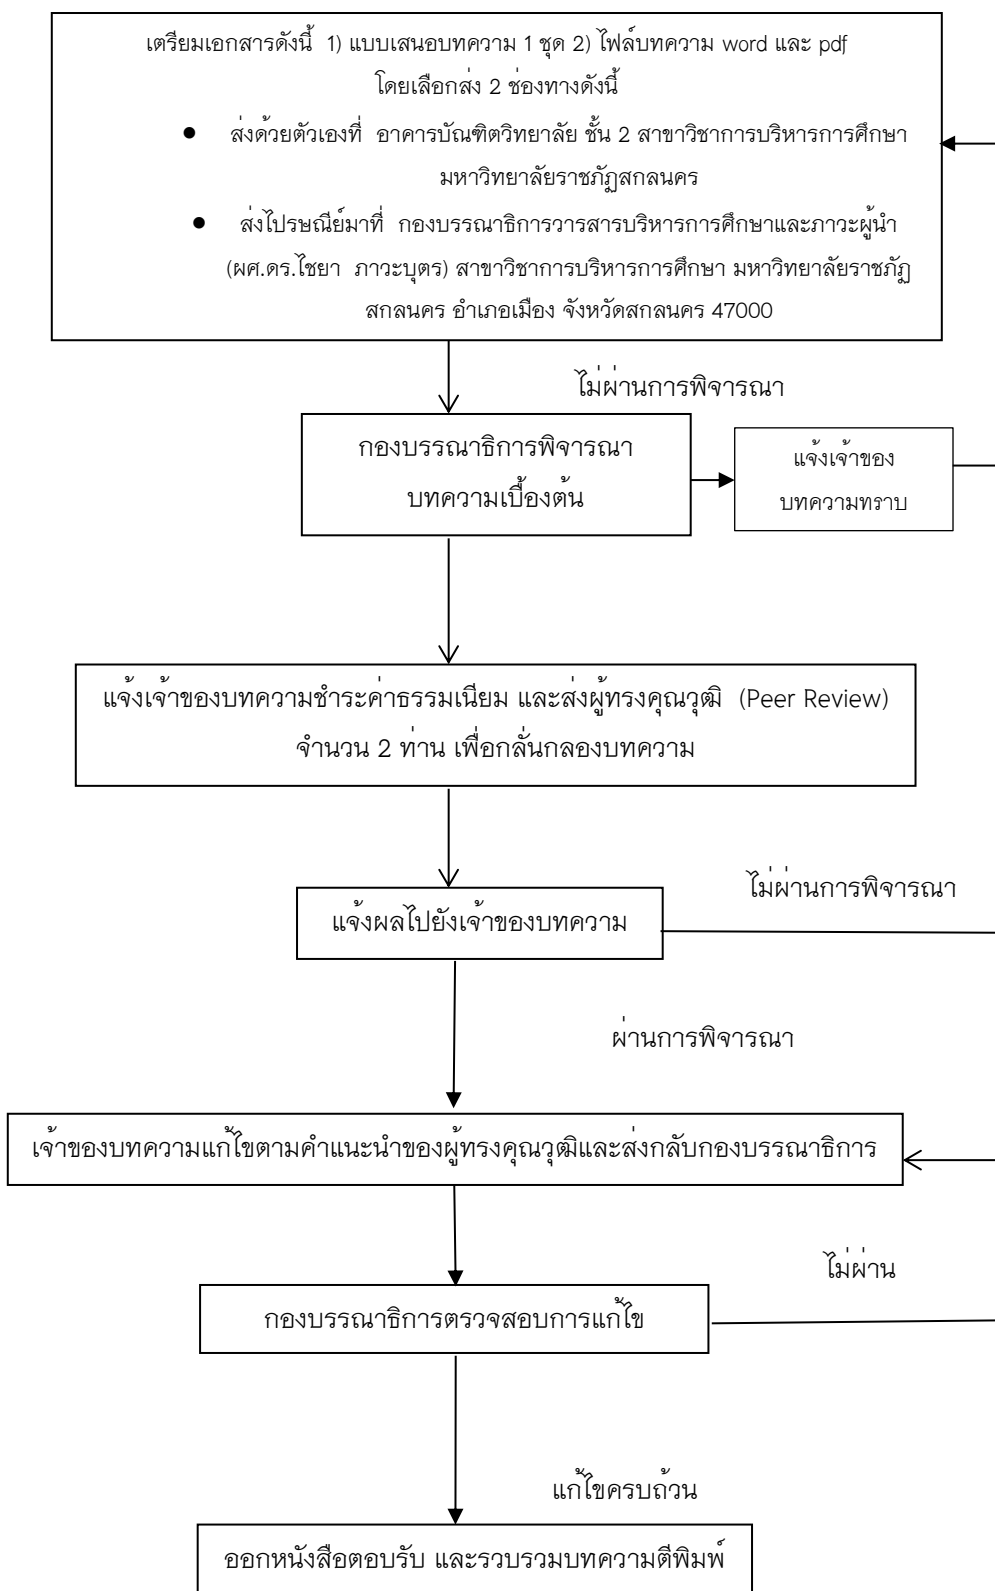 เตรียมเอกสารดังนี้ 1) แบบเสนอบทความ 1 ชุด 2) ไฟล์บทความ word และ pdf
โดยเลือกส่ง 2 ช่องทางดังนี้
● ส่งด้วยตัวเองที่ อาคารบัณฑิตวิทยาลัย ชั้น 2 สาขาวิชาการบริหารการศึกษา
มหาวิทยาลัยราชภัฏสกลนคร
● ส่งไปรษณีย์มาที่ กองบรรณาธิการวารสารบริหารการศึกษาและภาวะผู้นำ
(ผศ.ดร.ไชยา ภาวะบุตร) สาขาวิชาการบริหารการศึกษา มหาวิทยาลัยราชภัฏ
สกลนคร อำเภอเมือง จังหวัดสกลนคร 47000
ไม่ผ่านการพิจารณา
กองบรรณาธิการพิจารณา
บทความเบื้องต้น
แจ้งเจ้าของ
บทความทราบ
แจ้งเจ้าของบทความชำระค่าธรรมเนียม และส่งผู้ทรงคุณวุฒิ (Peer Review)
จำนวน 2 ท่าน เพื่อกลั่นกลองบทความ
ไม่ผ่านการพิจารณา
แจ้งผลไปยังเจ้าของบทความ
ผ่านการพิจารณา
เจ้าของบทความแก้ไขตามคำแนะนำของผู้ทรงคุณวุฒิและส่งกลับกองบรรณาธิการ
ไม่ผ่าน
กองบรรณาธิการตรวจสอบการแก้ไข
แก้ไขครบถ้วน
ออกหนังสือตอบรับ และรวบรวมบทความตีพิมพ์